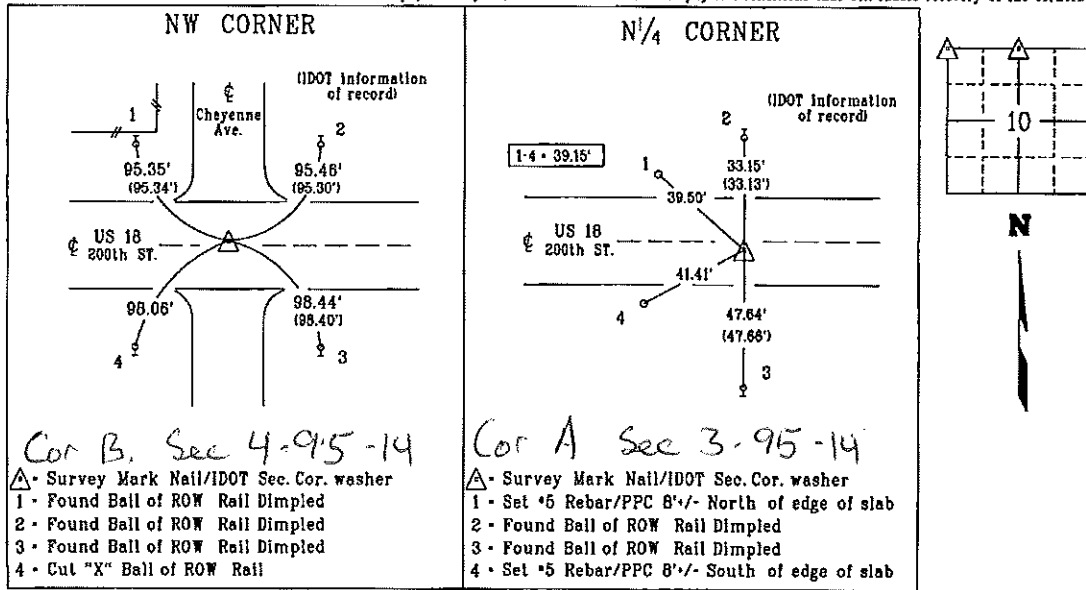 NW CORNER
(IDOT Information
of record)
℄
Cheyenne
Ave.
1
2
95.35'
(95.34')
95.46'
(95.30')
℄ US 18
200th ST.
98.06'
98.44'
(98.40')
4
3
Cor B. Sec 4-95-14
△ - Survey Mark Nail/IDOT Sec. Cor. washer
1 - Found Ball of ROW Rail Dimpled
2 - Found Ball of ROW Rail Dimpled
3 - Found Ball of ROW Rail Dimpled
4 - Cut "X" Ball of ROW Rail
N1/4 CORNER
(IDOT Information
of record)
2
1-4 = 39.15'
1
33.15'
(33.13')
39.50'
℄ US 18
200th ST.
41.41'
4
47.64'
(47.66')
3
Cor A Sec 3-95-14
△ - Survey Mark Nail/IDOT Sec. Cor. washer
1 - Set #5 Rebar/PPC 8'+/- North of edge of slab
2 - Found Ball of ROW Rail Dimpled
3 - Found Ball of ROW Rail Dimpled
4 - Set #5 Rebar/PPC 8'+/- South of edge of slab
10
N